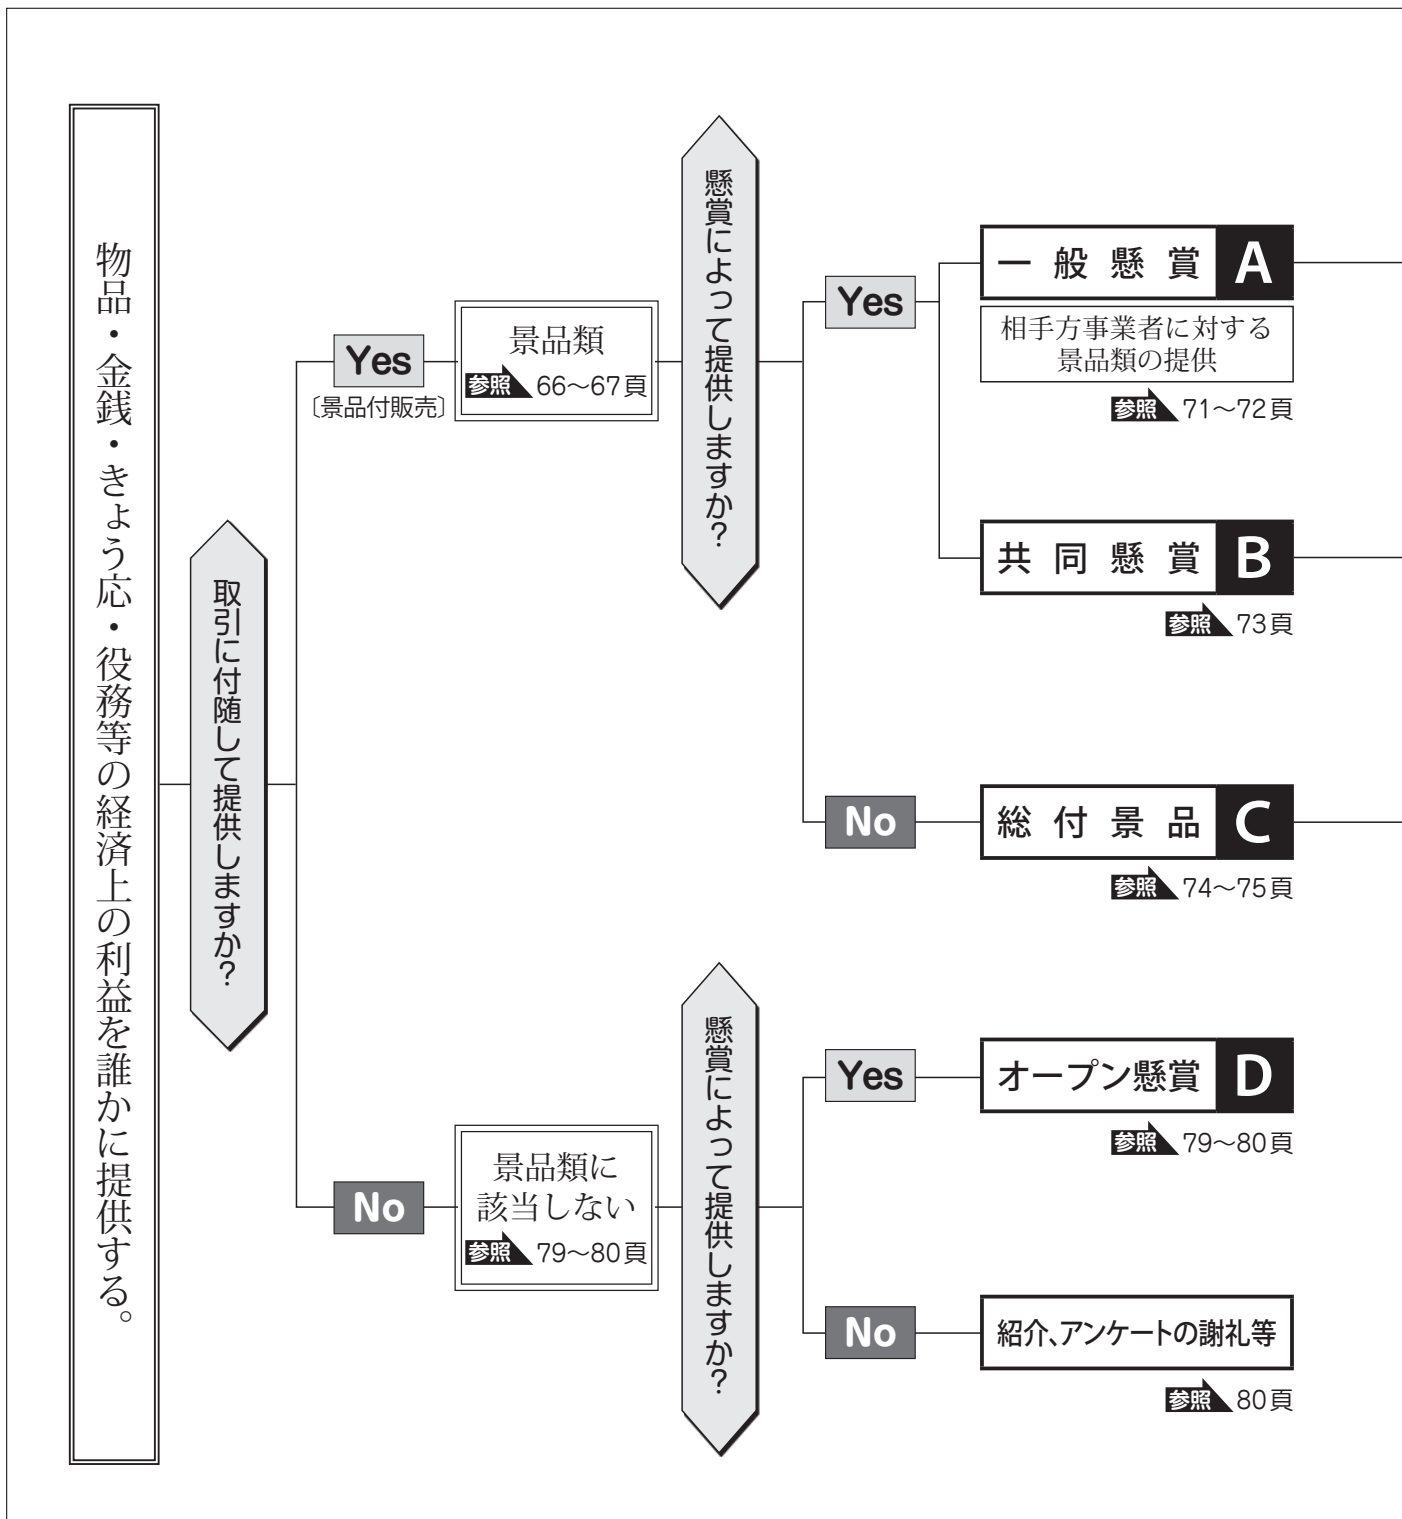 物品・金銭・きょう応・役務等の経済上の利益を誰かに提供する。
取引に付随して提供しますか？
Yes
〔景品付販売〕
景品類
参照 66～67頁
懸賞によって提供しますか？
Yes
一般懸賞 A
相手方事業者に対する
景品類の提供
参照 71～72頁
共同懸賞 B
参照 73頁
No
総付景品 C
参照 74～75頁
No
景品類に
該当しない
参照 79～80頁
懸賞によって提供しますか？
Yes
オープン懸賞 D
参照 79～80頁
No
紹介、アンケートの謝礼等
参照 80頁